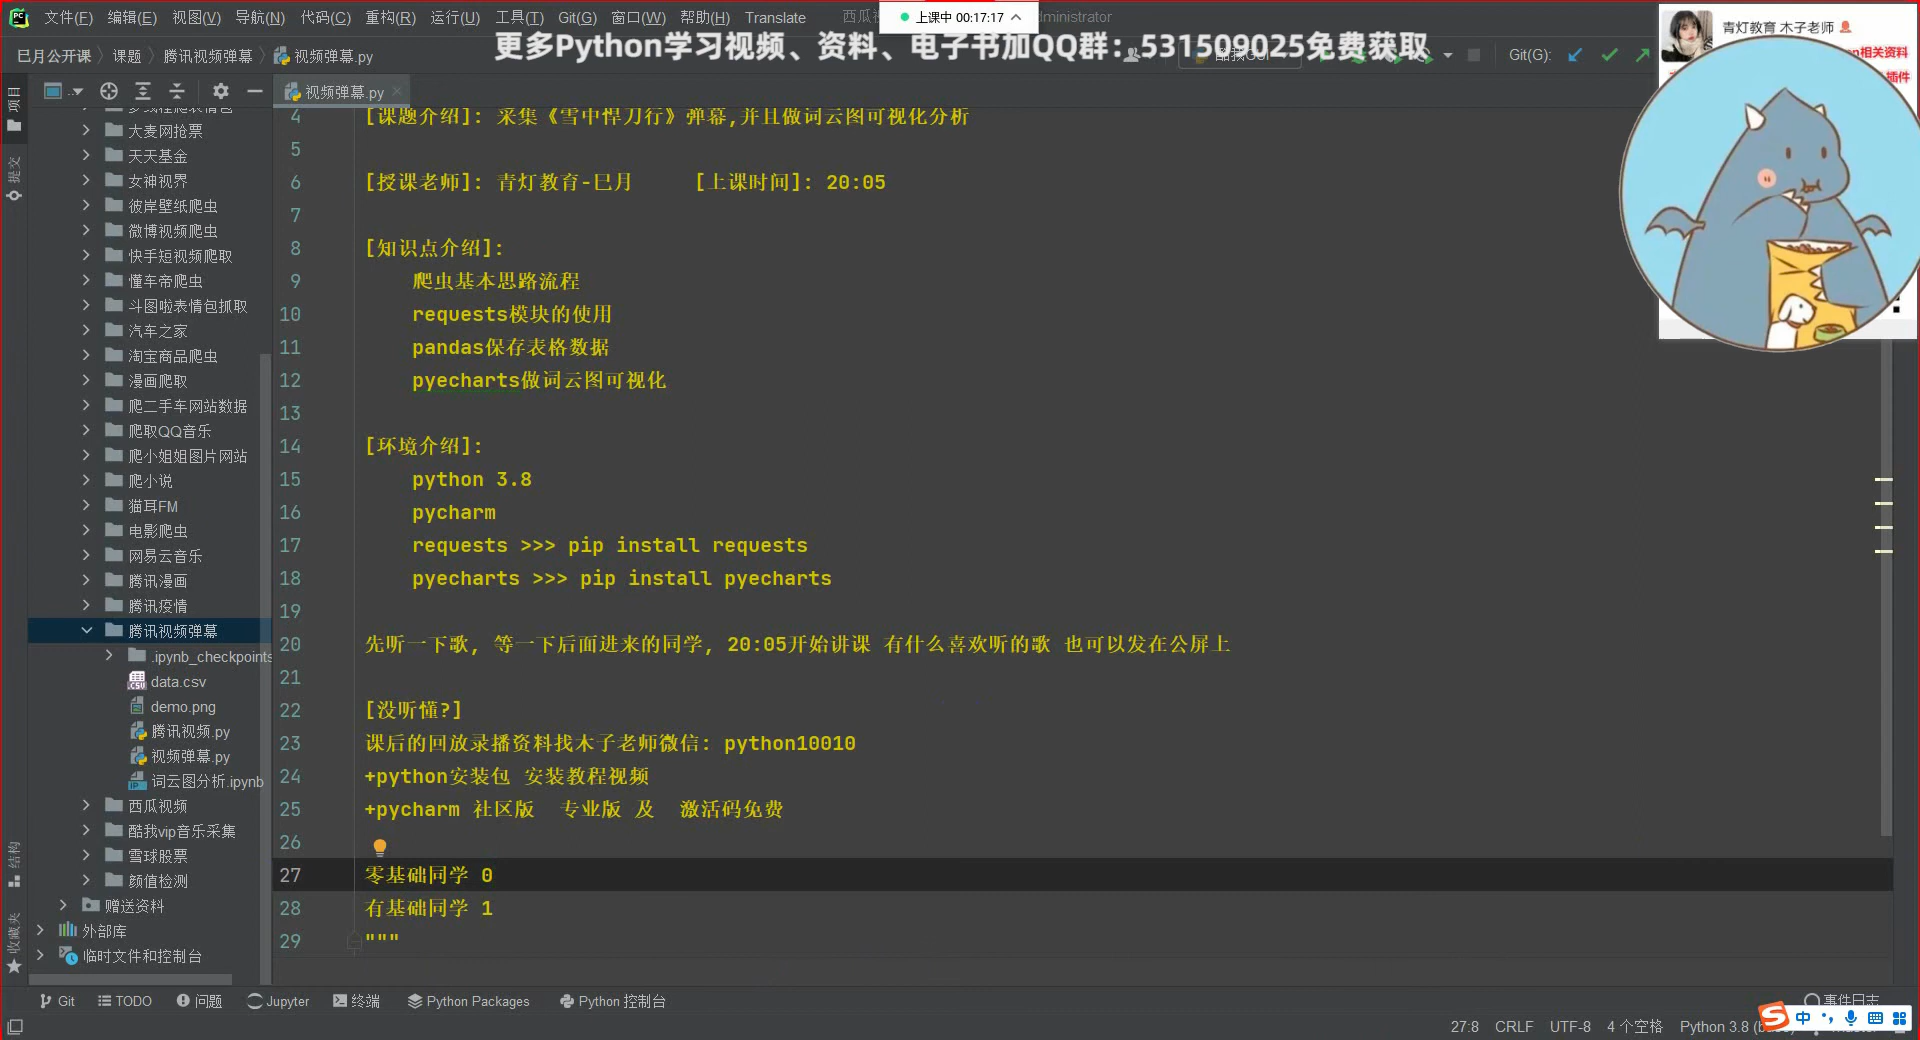 文件(F) 编辑(E) 视图(V) 导航(N) 代码(C) 重构(R) 运行(U) 工具(T) Git(G) 窗口(W) 帮助(H) Translate
上课中 00:17:17
更多Python学习视频、资料、电子书加QQ群：531509025免费获取
巳月公开课 课题 腾讯视频弹幕 视频弹幕.py
Git(G):
青灯教育 木子老师
相关资料
插件
视频弹幕.py
项目
提交
结构
收藏夹
大麦网抢票
天天基金
女神视界
彼岸壁纸爬虫
微博视频爬虫
快手短视频爬取
懂车帝爬虫
斗图啦表情包抓取
汽车之家
淘宝商品爬虫
漫画爬取
爬二手车网站数据
爬取QQ音乐
爬小姐姐图片网站
爬小说
猫耳FM
电影爬虫
网易云音乐
腾讯漫画
腾讯疫情
腾讯视频弹幕
.ipynb_checkpoints
data.csv
demo.png
腾讯视频.py
视频弹幕.py
词云图分析.ipynb
西瓜视频
酷我vip音乐采集
雪球股票
颜值检测
赠送资料
外部库
临时文件和控制台
4 [课题介绍]: 采集《雪中悍刀行》弹幕,并且做词云图可视化分析
5
6 [授课老师]: 青灯教育-巳月 [上课时间]: 20:05
7
8 [知识点介绍]:
9 爬虫基本思路流程
10 requests模块的使用
11 pandas保存表格数据
12 pyecharts做词云图可视化
13
14 [环境介绍]:
15 python 3.8
16 pycharm
17 requests >>> pip install requests
18 pyecharts >>> pip install pyecharts
19
20 先听一下歌, 等一下后面进来的同学, 20:05开始讲课 有什么喜欢听的歌 也可以发在公屏上
21
22 [没听懂?]
23 课后的回放录播资料找木子老师微信: python10010
24 +python安装包 安装教程视频
25 +pycharm 社区版 专业版 及 激活码免费
26
27 零基础同学 0
28 有基础同学 1
29 """
Git TODO 问题 Jupyter 终端 Python Packages Python 控制台 事件日志
27:8 CRLF UTF-8 4 个空格 Python 3.8
中